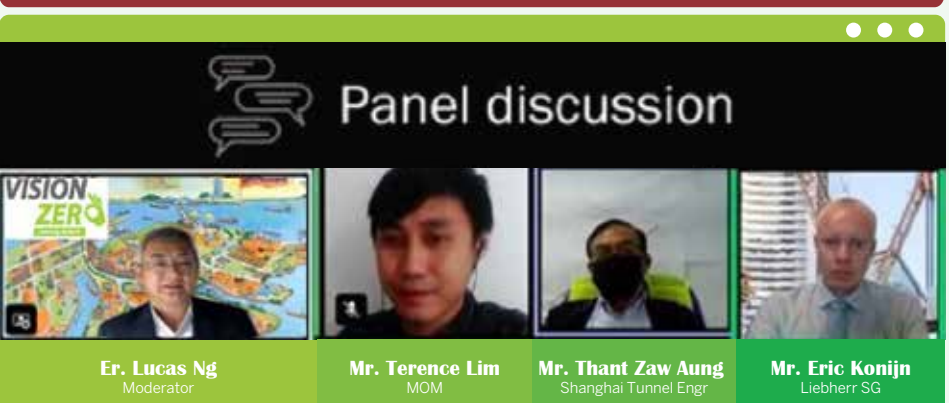 Panel discussion
VISION
ZERO
Er. Lucas Ng
Moderator
Mr. Terence Lim
MOM
Mr. Thant Zaw Aung
Shanghai Tunnel Engr
Mr. Eric Konijn
Liebherr SG